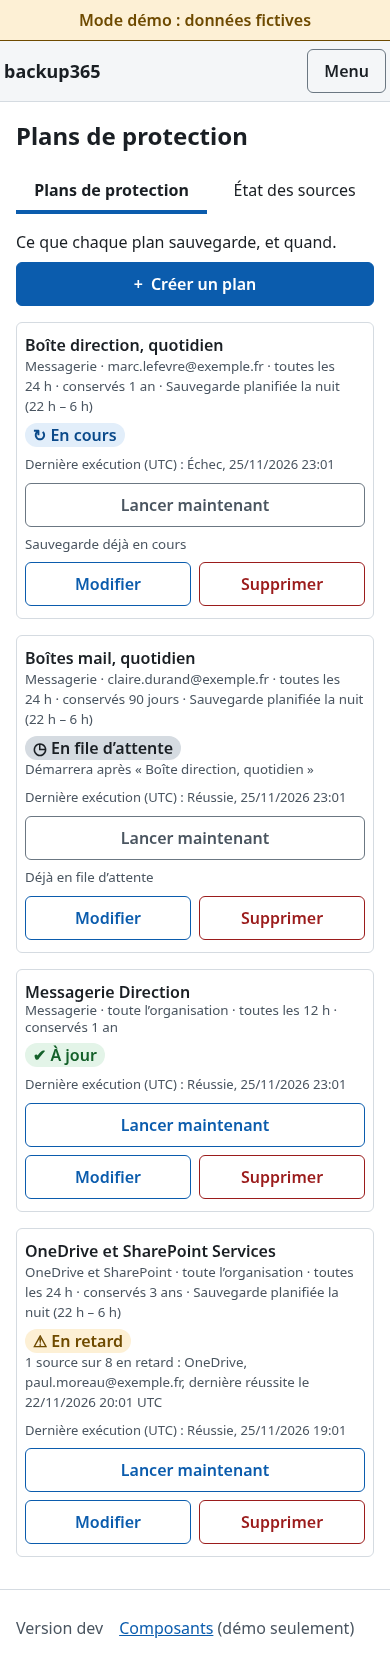 Mode démo : données fictives
backup365
Menu
Plans de protection
Plans de protection
État des sources
Ce que chaque plan sauvegarde, et quand.
+ Créer un plan
Boîte direction, quotidien
Messagerie · marc.lefevre@exemple.fr · toutes les
24 h · conservés 1 an · Sauvegarde planifiée la nuit
(22 h – 6 h)
↻ En cours
Dernière exécution (UTC) : Échec, 25/11/2026 23:01
Lancer maintenant
Sauvegarde déjà en cours
Modifier
Supprimer
Boîtes mail, quotidien
Messagerie · claire.durand@exemple.fr · toutes les
24 h · conservés 90 jours · Sauvegarde planifiée la nuit
(22 h – 6 h)
◷ En file d’attente
Démarrera après « Boîte direction, quotidien »
Dernière exécution (UTC) : Réussie, 25/11/2026 23:01
Lancer maintenant
Déjà en file d’attente
Modifier
Supprimer
Messagerie Direction
Messagerie · toute l’organisation · toutes les 12 h ·
conservés 1 an
✔ À jour
Dernière exécution (UTC) : Réussie, 25/11/2026 23:01
Lancer maintenant
Modifier
Supprimer
OneDrive et SharePoint Services
OneDrive et SharePoint · toute l’organisation · toutes
les 24 h · conservés 3 ans · Sauvegarde planifiée la
nuit (22 h – 6 h)
⚠ En retard
1 source sur 8 en retard : OneDrive,
paul.moreau@exemple.fr, dernière réussite le
22/11/2026 20:01 UTC
Dernière exécution (UTC) : Réussie, 25/11/2026 19:01
Lancer maintenant
Modifier
Supprimer
Version dev
Composants (démo seulement)